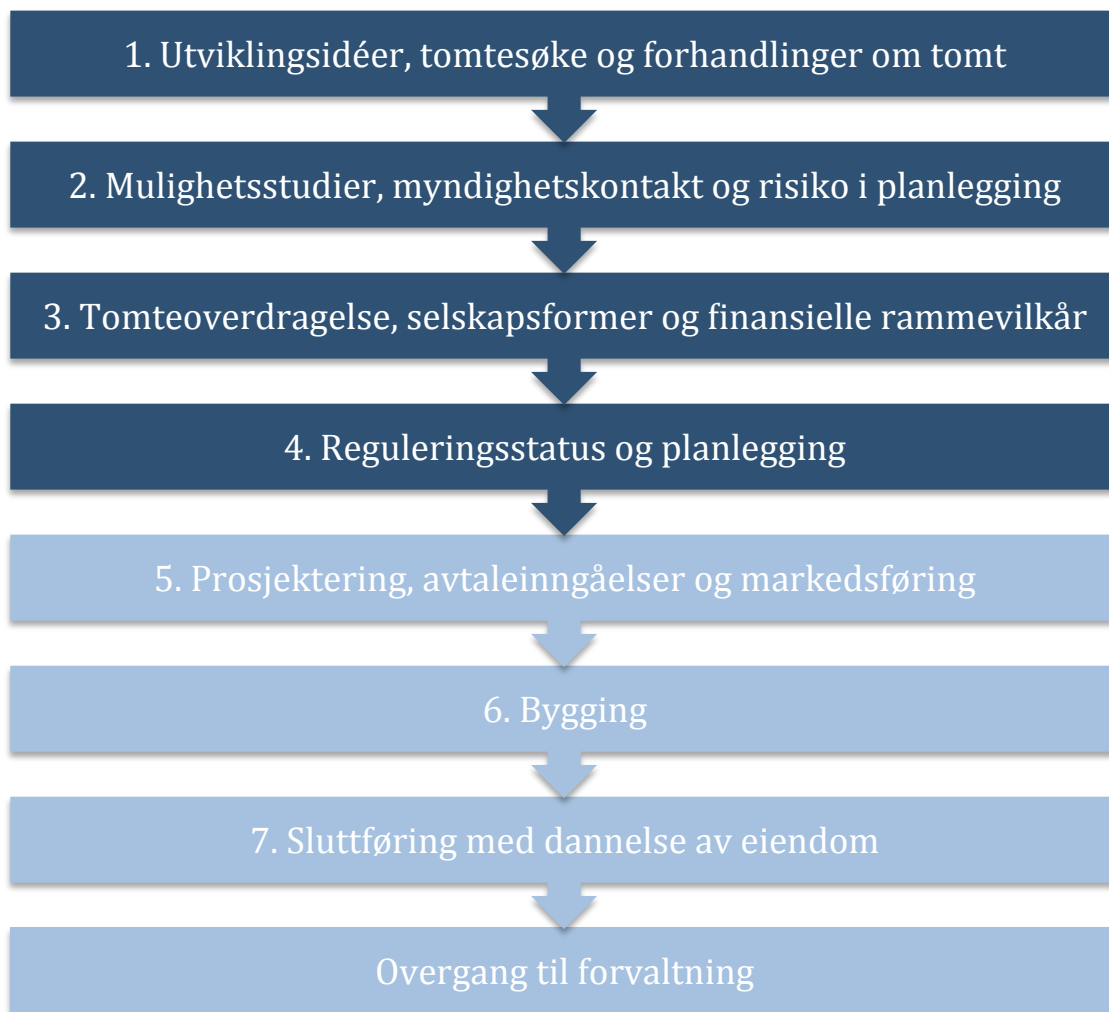 1. Utviklingsidéer, tomtesøke og forhandlinger om tomt
2. Mulighetsstudier, myndighetskontakt og risiko i planlegging
3. Tomteoverdragelse, selskapsformer og finansielle rammevilkår
4. Reguleringsstatus og planlegging
5. Prosjektering, avtaleinngåelser og markedsføring
6. Bygging
7. Sluttføring med dannelse av eiendom
Overgang til forvaltning